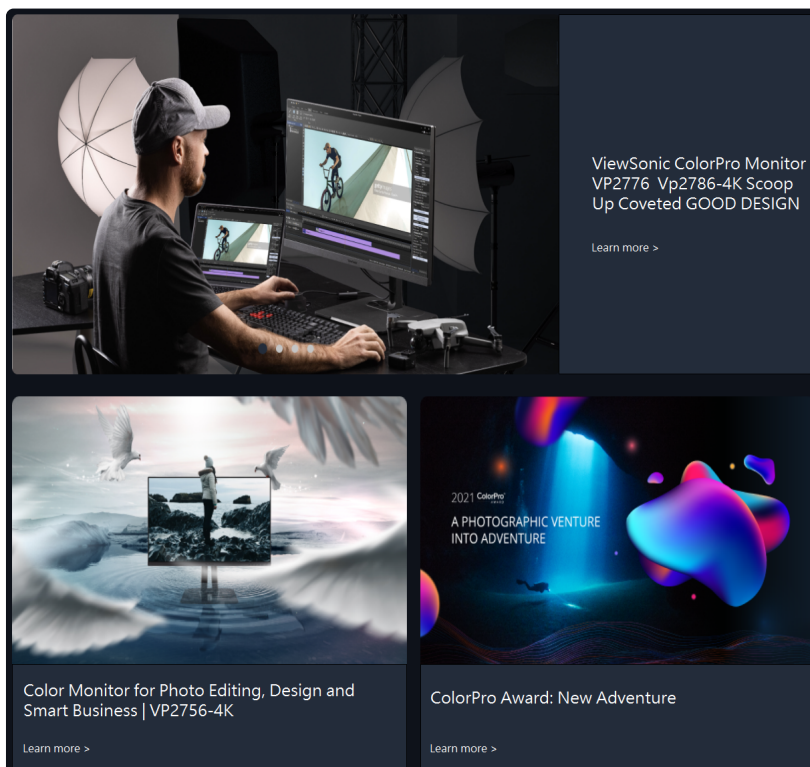 ViewSonic ColorPro Monitor
VP2776 Vp2786-4K Scoop
Up Coveted GOOD DESIGN
Learn more >
2021 ColorPro
AWARD
A PHOTOGRAPHIC VENTURE
INTO ADVENTURE
Color Monitor for Photo Editing, Design and
Smart Business | VP2756-4K
Learn more >
ColorPro Award: New Adventure
Learn more >